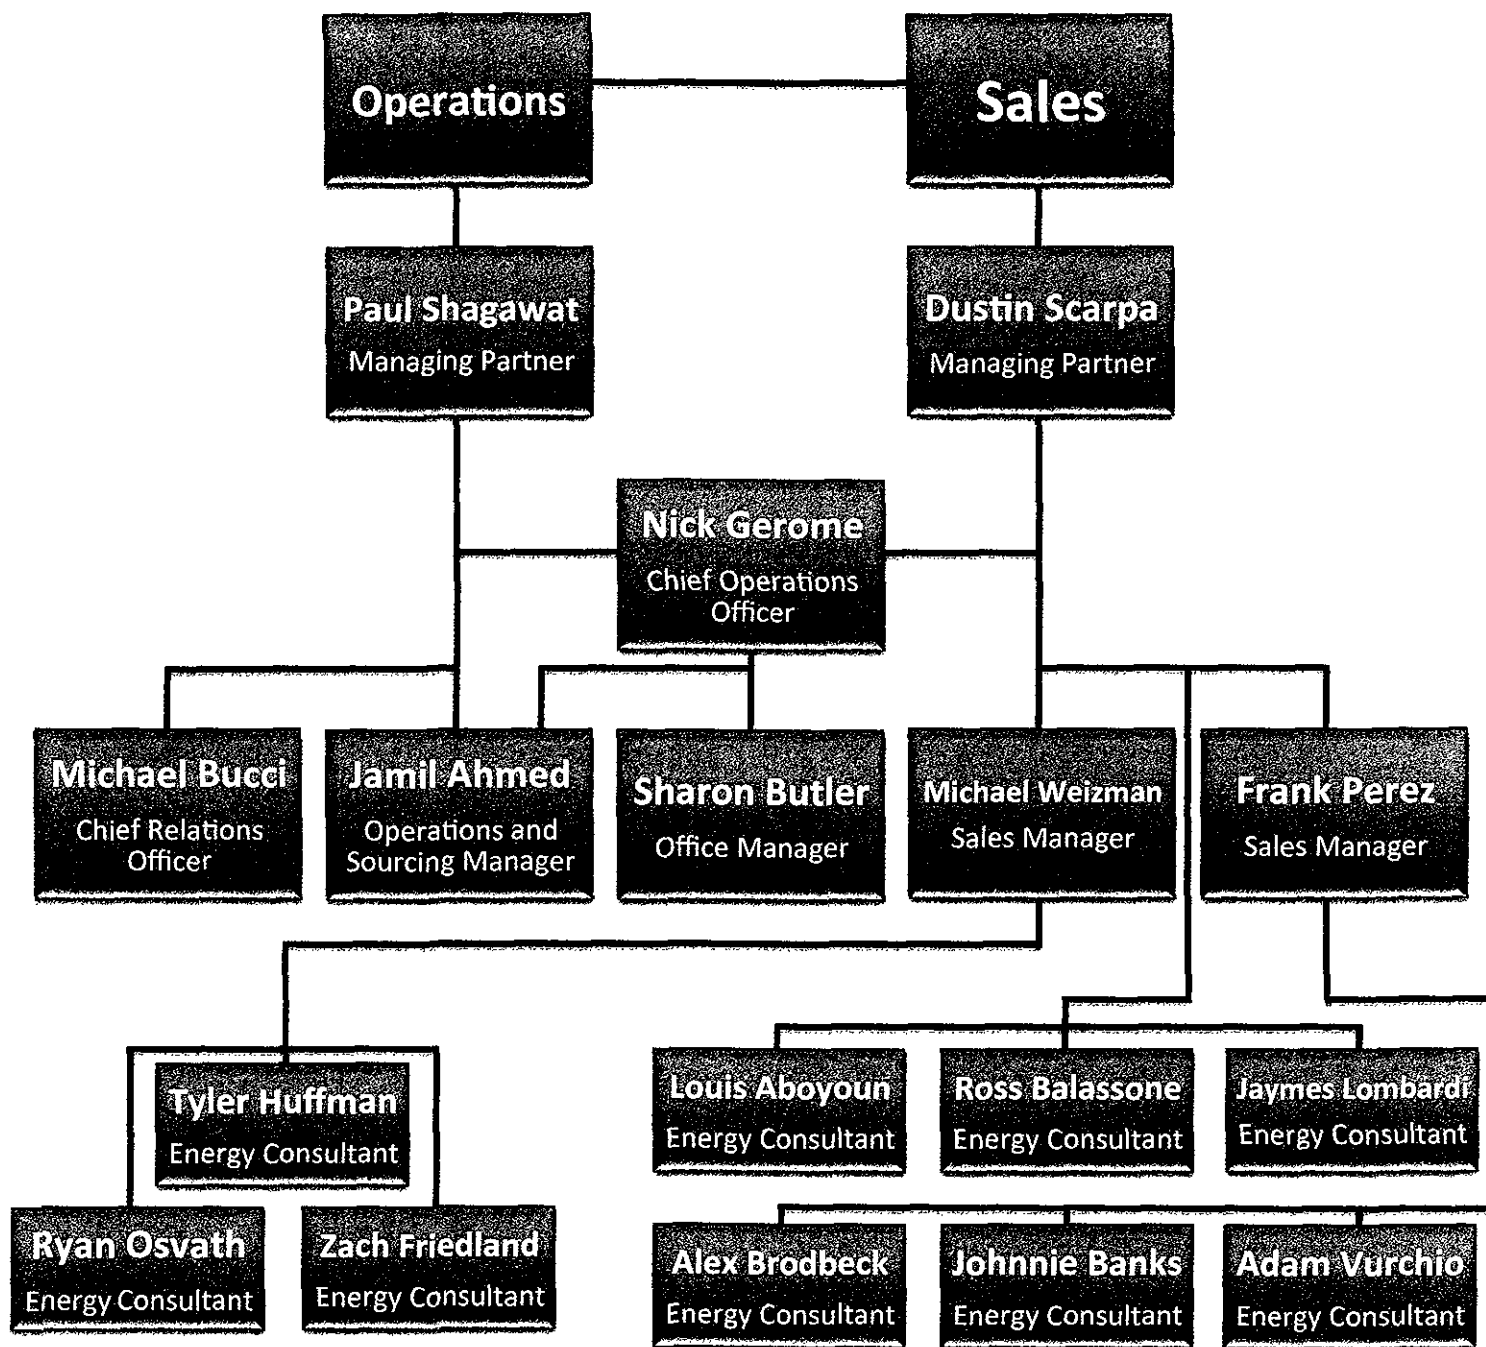 Operations
Sales
Paul Shagawat
Managing Partner
Dustin Scarpa
Managing Partner
Nick Gerome
Chief Operations
Officer
Michael Bucci
Chief Relations
Officer
Jamil Ahmed
Operations and
Sourcing Manager
Sharon Butler
Office Manager
Michael Weizman
Sales Manager
Frank Perez
Sales Manager
Tyler Huffman
Energy Consultant
Ryan Osvath
Energy Consultant
Zach Friedland
Energy Consultant
Louis Aboyoun
Energy Consultant
Ross Balassone
Energy Consultant
Jaymes Lombardi
Energy Consultant
Alex Brodbeck
Energy Consultant
Johnnie Banks
Energy Consultant
Adam Vurchio
Energy Consultant